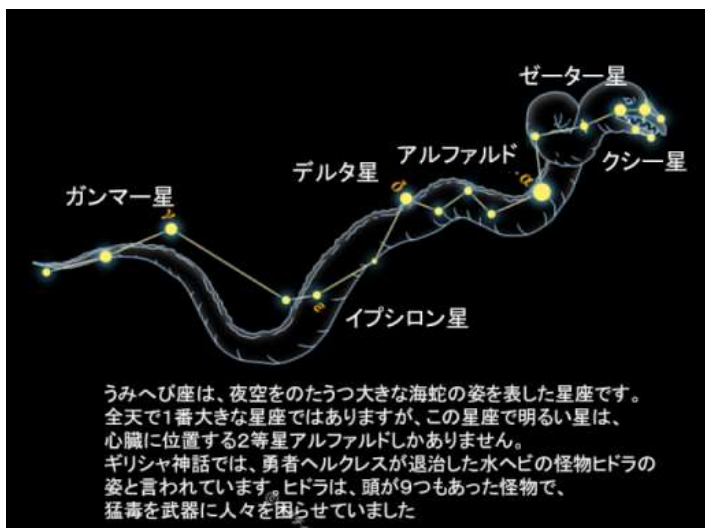 ゼーター星
アルファルド
α
クシー星
デルタ星
δ
ガンマー星
γ
ε
イプシロン星
うみへび座は、夜空をのたうつ大きな海蛇の姿を表した星座です。
全天で1番大きな星座ではありますが、この星座で明るい星は、
心臓に位置する2等星アルファルドしかありません。
ギリシャ神話では、勇者ヘルクレスが退治した水ヘビの怪物ヒドラの
姿と言われています。ヒドラは、頭が9つもあった怪物で、
猛毒を武器に人々を困らせていました